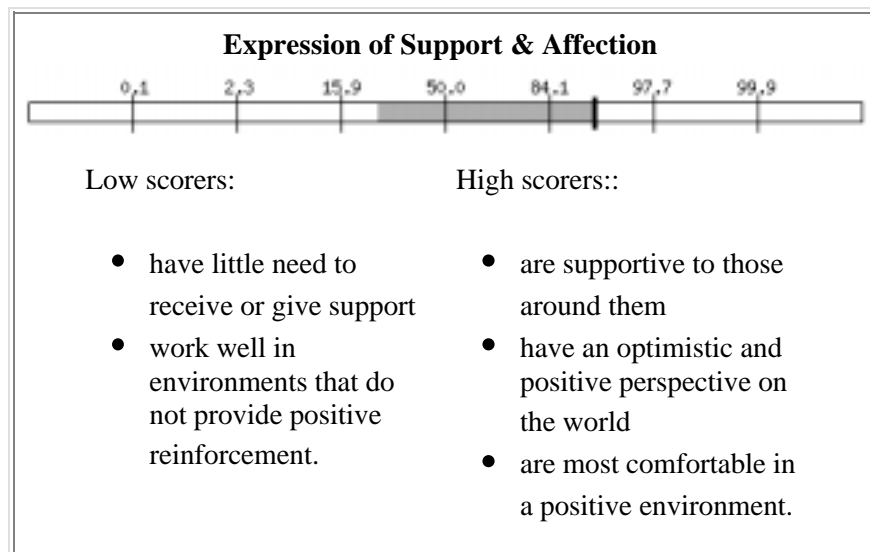 Expression of Support & Affection
0,1 2,3 15,9 50,0 84,1 97,7 99,9
Low scorers:
• have little need to
receive or give support
• work well in
environments that do
not provide positive
reinforcement.
High scorers::
• are supportive to those
around them
• have an optimistic and
positive perspective on
the world
• are most comfortable in
a positive environment.